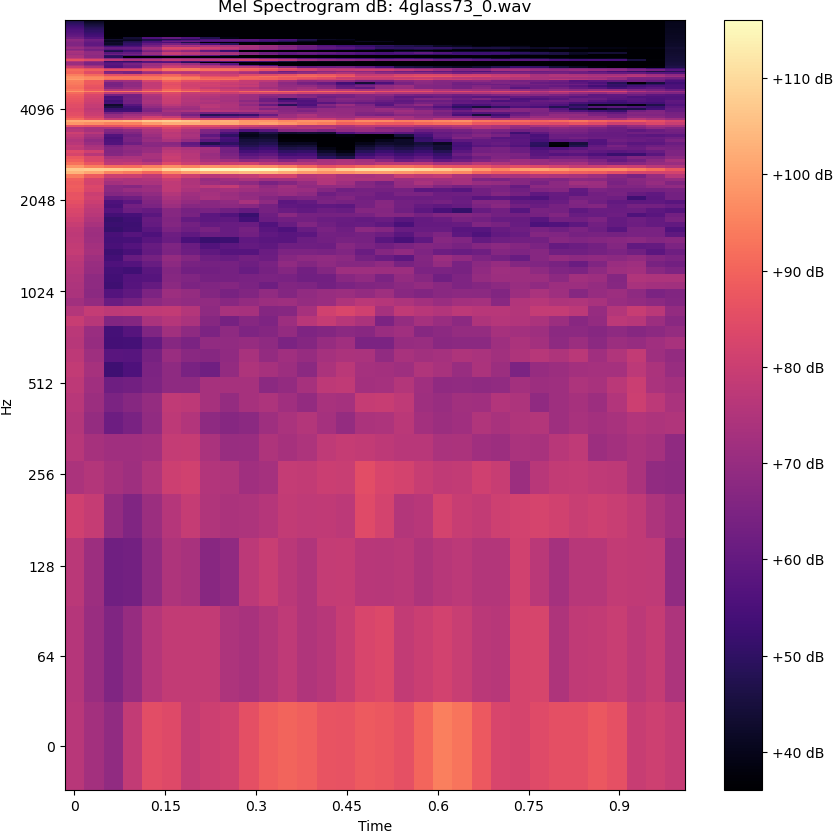 Mel Spectrogram dB: 4glass73_0.wav
Hz
4096
2048
1024
512
256
128
64
0
0
0.15
0.3
0.45
0.6
0.75
0.9
Time
+110 dB
+100 dB
+90 dB
+80 dB
+70 dB
+60 dB
+50 dB
+40 dB